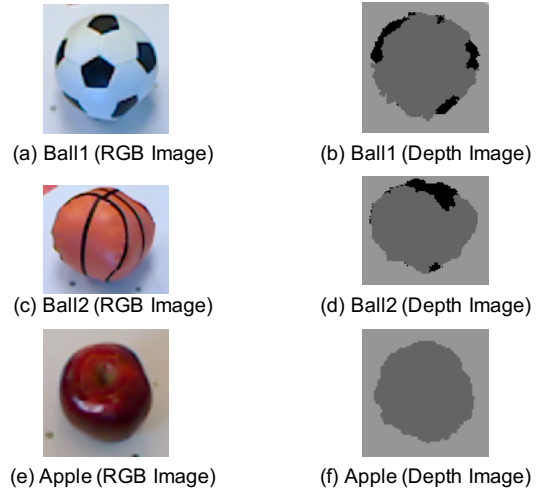 (a) Ball1 (RGB Image)
(b) Ball1 (Depth Image)
(c) Ball2 (RGB Image)
(d) Ball2 (Depth Image)
(e) Apple (RGB Image)
(f) Apple (Depth Image)